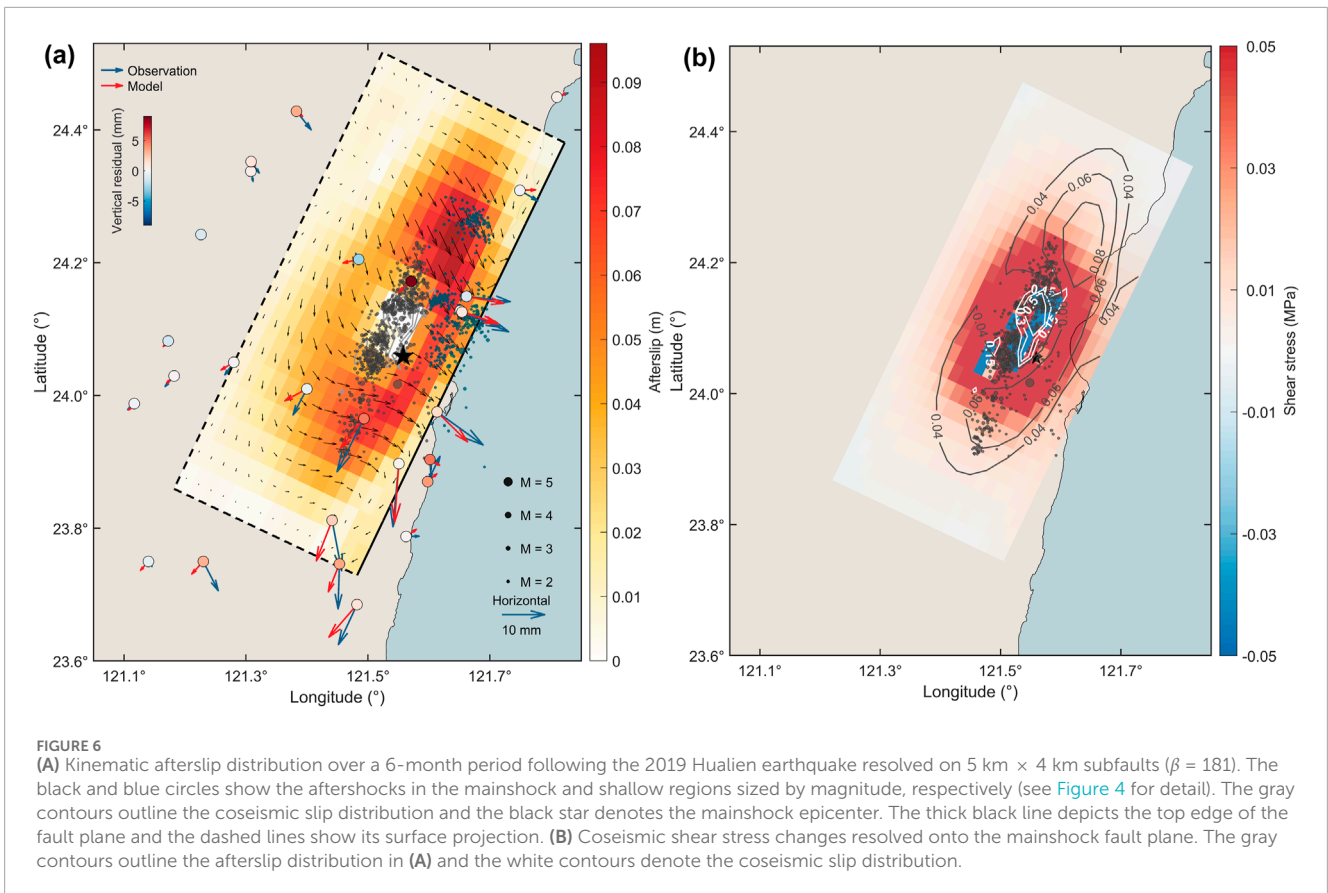 (a)
Observation
Model
Vertical residual (mm)
5
0
-5
24.4°
24.2°
24.0°
23.8°
23.6°
Latitude (°)
121.1°
121.3°
121.5°
121.7°
Longitude (°)
M = 5
M = 4
M = 3
M = 2
Horizontal
10 mm
0.09
0.08
0.07
0.06
0.05
0.04
0.03
0.02
0.01
0
Afterslip (m)
(b)
24.4°
24.2°
24.0°
23.8°
23.6°
Latitude (°)
121.1°
121.3°
121.5°
121.7°
Longitude (°)
0.04
0.06
0.04
0.08
0.06
0.04
0.04
0.06
0.06
0.04
0.04
0.05
0.03
0.01
-0.01
-0.03
-0.05
Shear stress (MPa)
FIGURE 6
(A) Kinematic afterslip distribution over a 6-month period following the 2019 Hualien earthquake resolved on 5 km × 4 km subfaults (β = 181). The
black and blue circles show the aftershocks in the mainshock and shallow regions sized by magnitude, respectively (see Figure 4 for detail). The gray
contours outline the coseismic slip distribution and the black star denotes the mainshock epicenter. The thick black line depicts the top edge of the
fault plane and the dashed lines show its surface projection. (B) Coseismic shear stress changes resolved onto the mainshock fault plane. The gray
contours outline the afterslip distribution in (A) and the white contours denote the coseismic slip distribution.